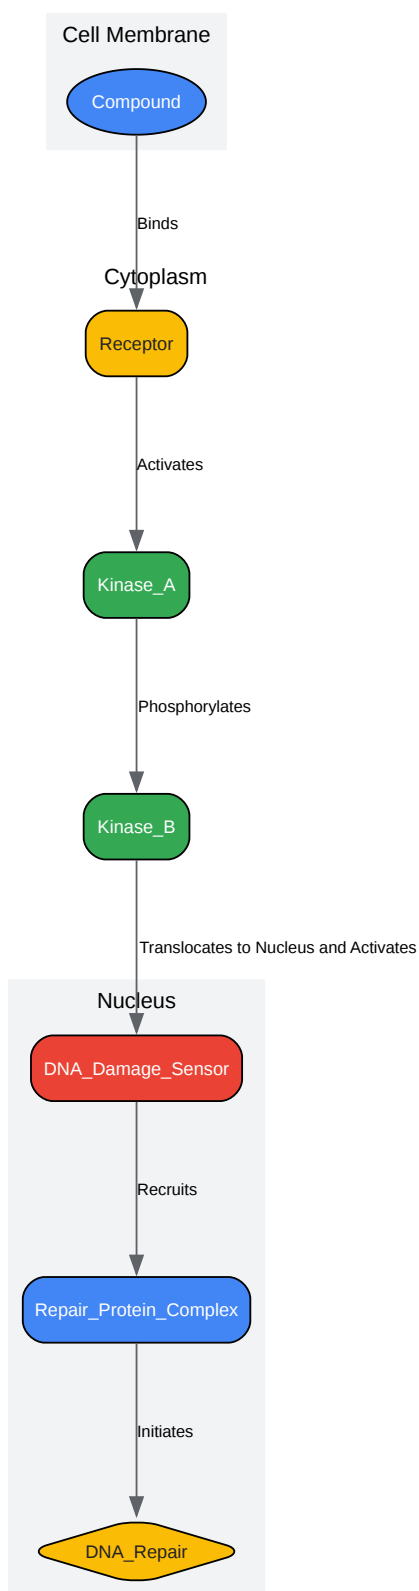 Cell Membrane
Compound
Binds
Cytoplasm
Receptor
Activates
Kinase_A
Phosphorylates
Kinase_B
Translocates to Nucleus and Activates
Nucleus
DNA_Damage_Sensor
Recruits
Repair_Protein_Complex
Initiates
DNA_Repair